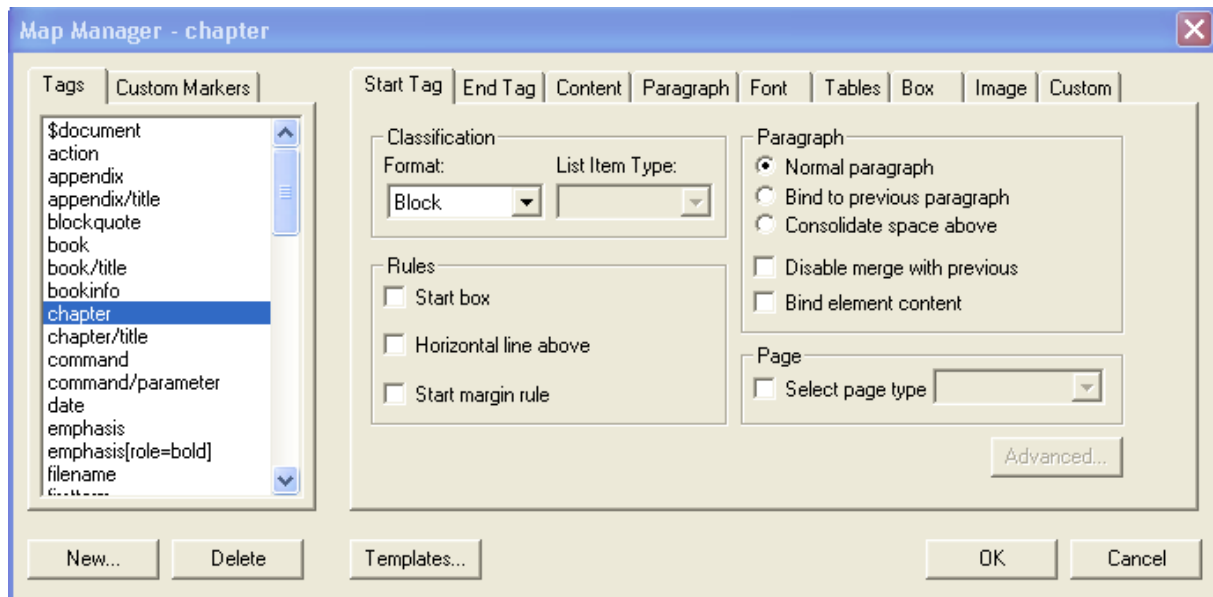 Map Manager - chapter
Tags
Custom Markers
$document
action
appendix
appendix/title
blockquote
book
book/title
bookinfo
chapter
chapter/title
command
command/parameter
date
emphasis
emphasis[role=bold]
filename
Start Tag
End Tag
Content
Paragraph
Font
Tables
Box
Image
Custom
Classification
Format:
List Item Type:
Block
Rules
Start box
Horizontal line above
Start margin rule
Paragraph
Normal paragraph
Bind to previous paragraph
Consolidate space above
Disable merge with previous
Bind element content
Page
Select page type
Advanced...
New...
Delete
Templates...
OK
Cancel